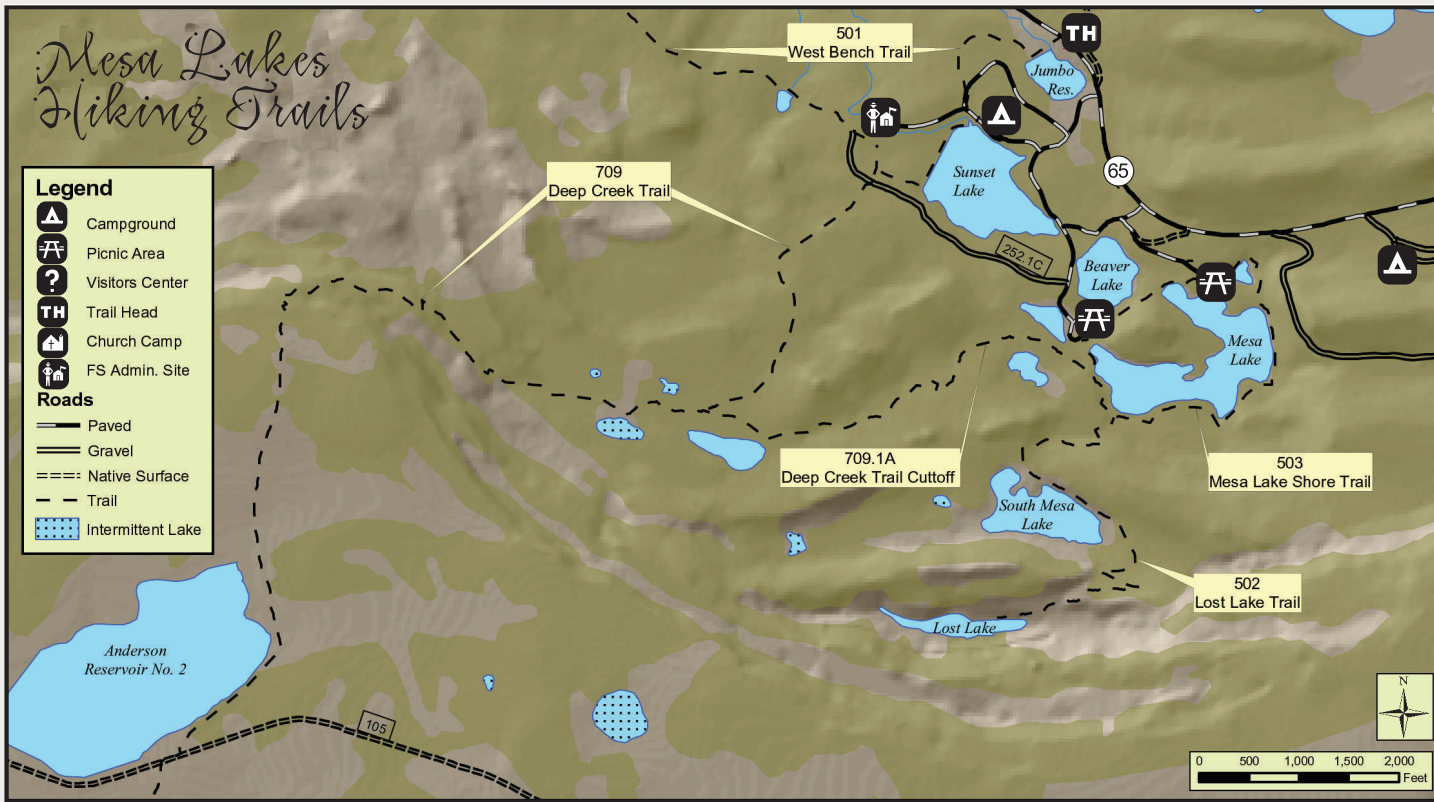 Mesa Lakes
Hiking Trails
Legend
Campground
Picnic Area
?
Visitors Center
TH
Trail Head
Church Camp
FS Admin. Site
Roads
Paved
Gravel
Native Surface
Trail
Intermittent Lake
501
West Bench Trail
TH
Jumbo
Res.
709
Deep Creek Trail
Sunset
Lake
65
252.1C
Beaver
Lake
Mesa
Lake
709.1A
Deep Creek Trail Cuttoff
503
Mesa Lake Shore Trail
South Mesa
Lake
502
Lost Lake Trail
Lost Lake
Anderson
Reservoir No. 2
105
N
0 500 1,000 1,500 2,000
Feet